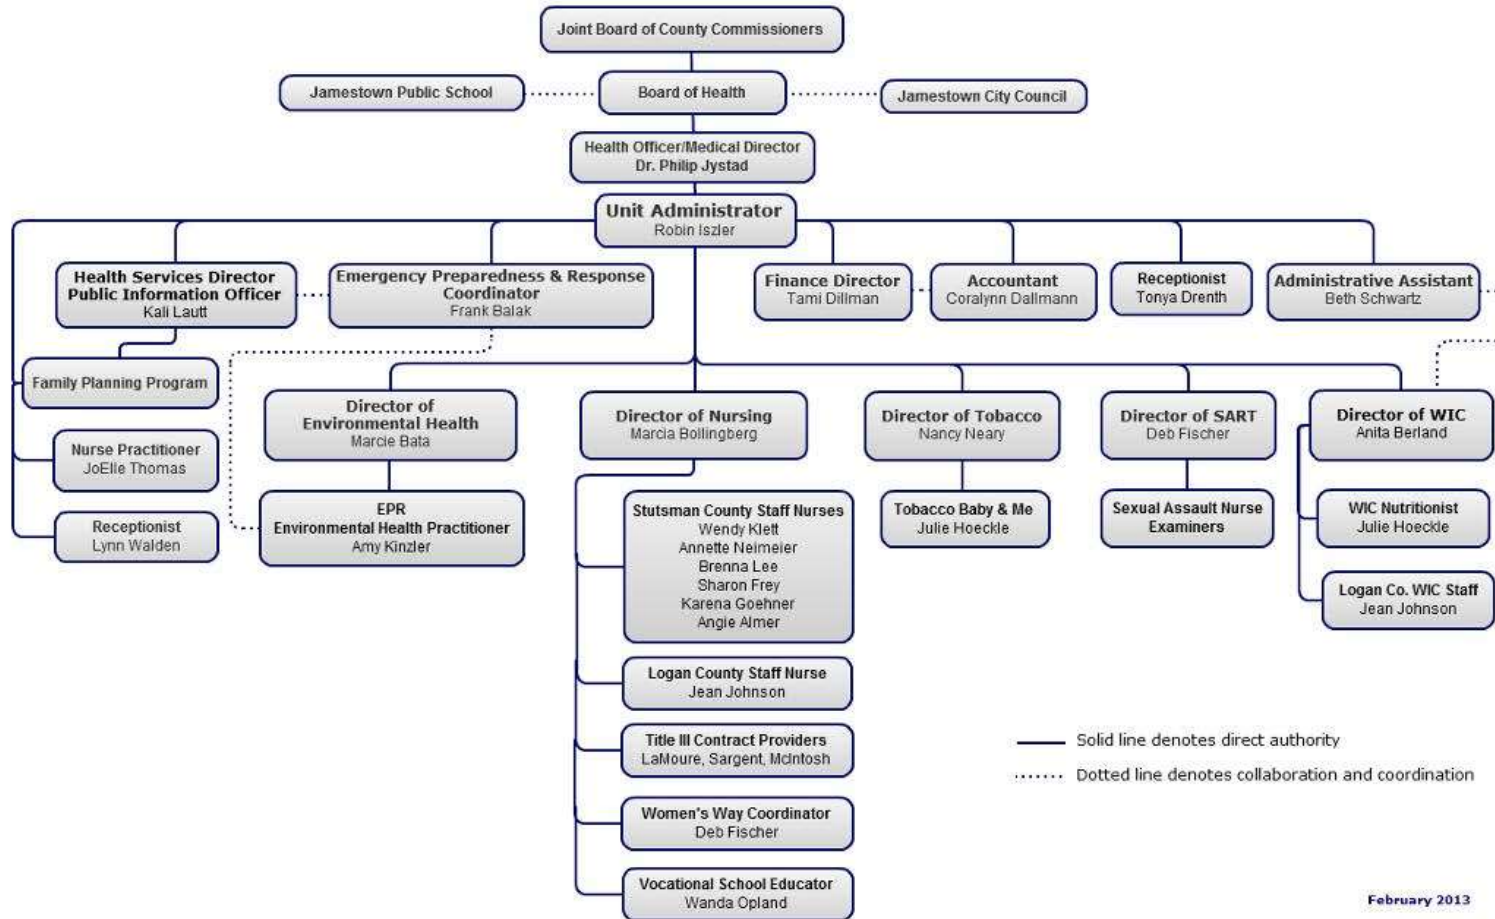 Joint Board of County Commissioners
Jamestown Public School
Board of Health
Jamestown City Council
Health Officer/Medical Director
Dr. Philip Jystad
Unit Administrator
Robin Iszler
Health Services Director
Public Information Officer
Kali Lautt
Emergency Preparedness & Response
Coordinator
Frank Balak
Finance Director
Tami Dillman
Accountant
Coralynn Dallmann
Receptionist
Tonya Drenth
Administrative Assistant
Beth Schwartz
Family Planning Program
Nurse Practitioner
JoElle Thomas
Receptionist
Lynn Walden
Director of
Environmental Health
Marcie Bata
EPR
Environmental Health Practitioner
Amy Kinzler
Director of Nursing
Marcia Bollingberg
Stutsman County Staff Nurses
Wendy Klett
Annette Neimeier
Brenna Lee
Sharon Frey
Karena Goehner
Angie Almer
Logan County Staff Nurse
Jean Johnson
Title III Contract Providers
LaMoure, Sargent, McIntosh
Women's Way Coordinator
Deb Fischer
Vocational School Educator
Wanda Opland
Director of Tobacco
Nancy Neary
Tobacco Baby & Me
Julie Hoeckle
Director of SART
Deb Fischer
Sexual Assault Nurse
Examiners
Director of WIC
Anita Berland
WIC Nutritionist
Julie Hoeckle
Logan Co. WIC Staff
Jean Johnson
Solid line denotes direct authority
Dotted line denotes collaboration and coordination
February 2013